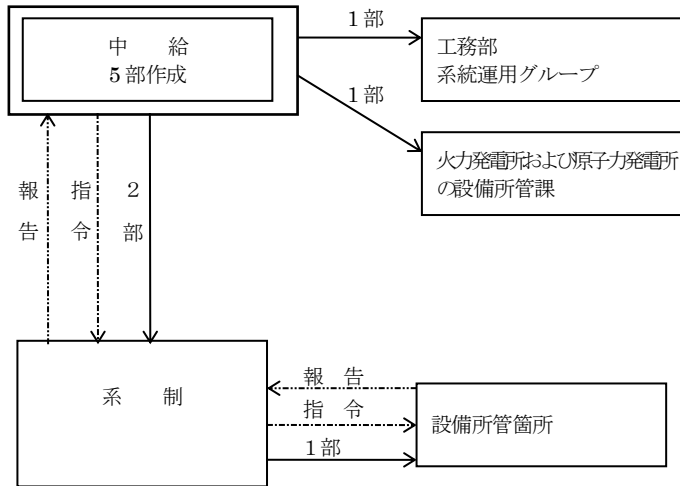 中　給
5部作成
1部
工務部
系統運用グループ
1部
火力発電所および原子力発電所
の設備所管課
報告
指令
2部
系　制
報　告
指　令
1部
設備所管箇所